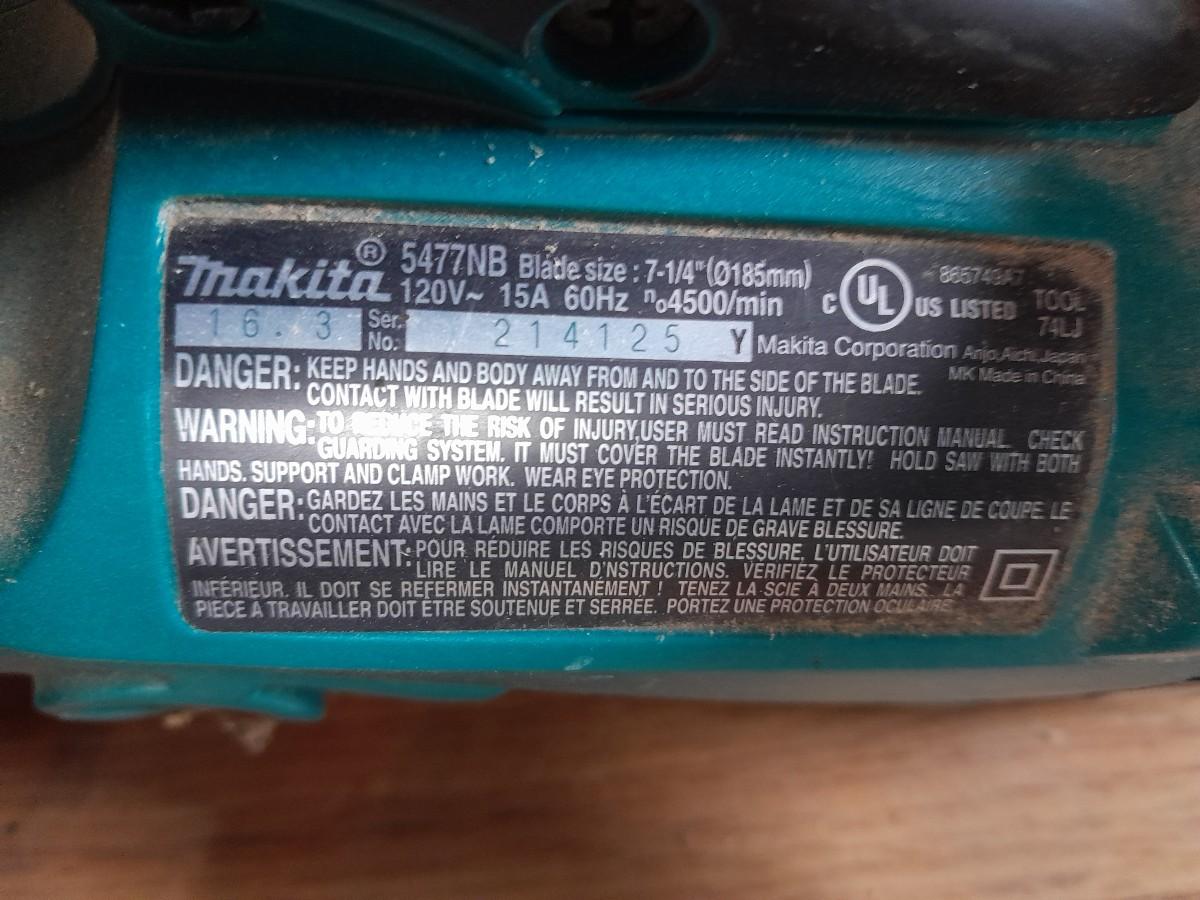 Makita® 5477NB Blade size : 7-1/4" (Ø185mm)
120V~ 15A 60Hz n₀4500/min
C UL US LISTED
865743A7
TOOL
74LJ
16.3 Ser. No. 214125 Y Makita Corporation Anjo, Aichi, Japan
MK Made in China
DANGER: KEEP HANDS AND BODY AWAY FROM AND TO THE SIDE OF THE BLADE.
CONTACT WITH BLADE WILL RESULT IN SERIOUS INJURY.
WARNING: TO REDUCE THE RISK OF INJURY,USER MUST READ INSTRUCTION MANUAL. CHECK
GUARDING SYSTEM. IT MUST COVER THE BLADE INSTANTLY! HOLD SAW WITH BOTH
HANDS. SUPPORT AND CLAMP WORK. WEAR EYE PROTECTION.
DANGER: GARDEZ LES MAINS ET LE CORPS À L'ÉCART DE LA LAME ET DE SA LIGNE DE COUPE. LE
CONTACT AVEC LA LAME COMPORTE UN RISQUE DE GRAVE BLESSURE.
AVERTISSEMENT: POUR RÉDUIRE LES RISQUES DE BLESSURE, L'UTILISATEUR DOIT
LIRE LE MANUEL D'NSTRUCTIONS. VÉRIFIEZ LE PROTECTEUR
INFÉRIEUR. IL DOIT SE REFERMER INSTANTANÉMENT ! TENEZ LA SCIE À DEUX MAINS. LA
PIECE A TRAVAILLER DOIT ÊTRE SOUTENUE ET SERRÉE. PORTEZ UNE PROTECTION OCULAIRE.